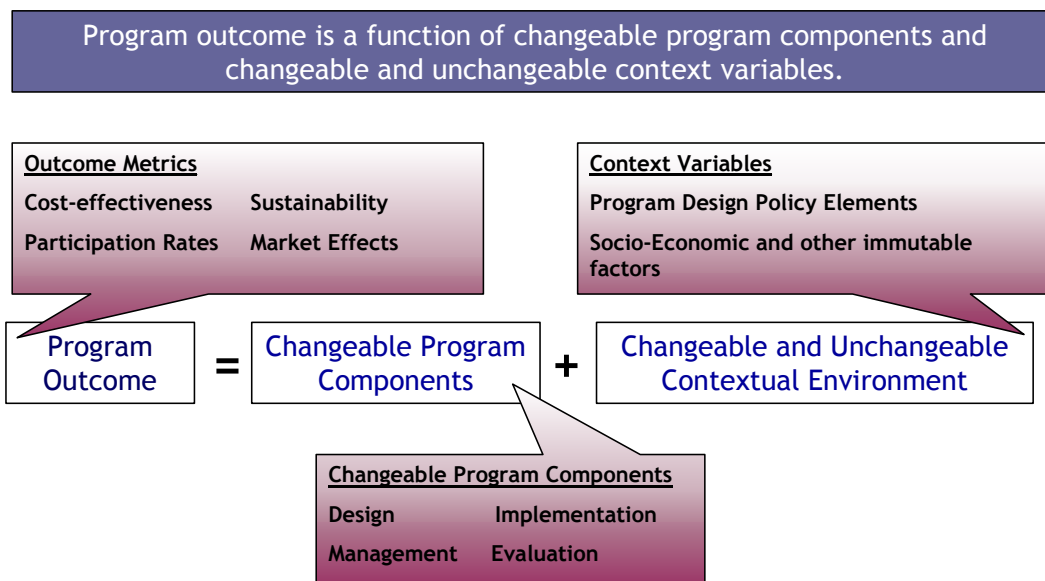 Program outcome is a function of changeable program components and
changeable and unchangeable context variables.
Outcome Metrics
Cost-effectiveness Sustainability
Participation Rates Market Effects
Context Variables
Program Design Policy Elements
Socio-Economic and other immutable
factors
Program
Outcome
=
Changeable Program
Components
+
Changeable and Unchangeable
Contextual Environment
Changeable Program Components
Design Implementation
Management Evaluation